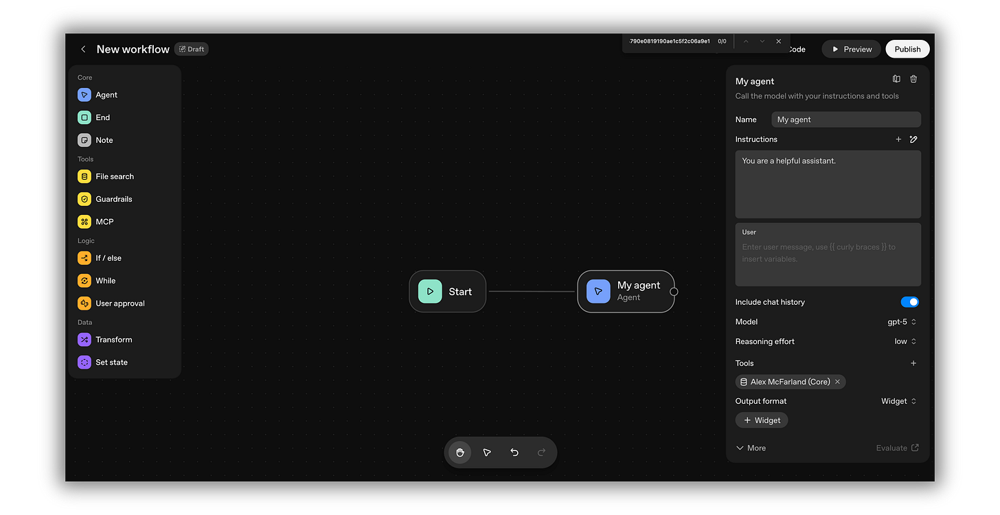 New workflow
Draft
790e0819190ae1c5f2c06a9e1
0/0
Code
Preview
Publish
Core
Agent
End
Note
Tools
File search
Guardrails
MCP
Logic
If / else
While
User approval
Data
Transform
Set state
Start
My agent
Agent
My agent
Call the model with your instructions and tools
Name
My agent
Instructions
You are a helpful assistant.
User
Enter user message, use {{ curly braces }} to
insert variables.
Include chat history
Model
gpt-5
Reasoning effort
low
Tools
Alex McFarland (Core)
Output format
Widget
+ Widget
More
Evaluate